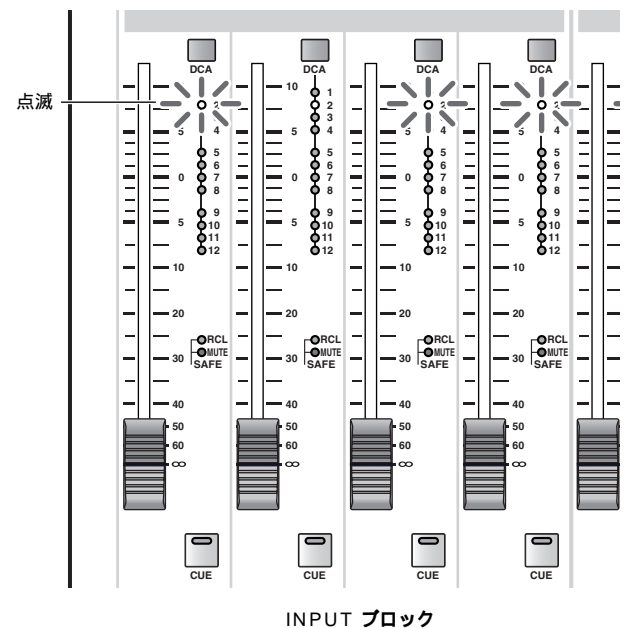 DCA DCA DCA DCA
点滅
2 10 1 2 2
2
3
5 4 5 4 5 4 5 4
5 5 5 5
6 6 6 6
0 7 0 7 0 7 0 7
8 8 8 8
9 9 9 9
5 10 5 10 5 10 5 10
11 11 11 11
12 12 12 12
10 10 10 10
20 20 20 20
RCL RCL RCL RCL
30 MUTE 30 MUTE 30 MUTE 30 MUTE
SAFE SAFE SAFE SAFE
40 40 40 40
50 50 50 50
60 60 60 60
∞ ∞ ∞ ∞
CUE CUE CUE CUE
INPUT ブロック